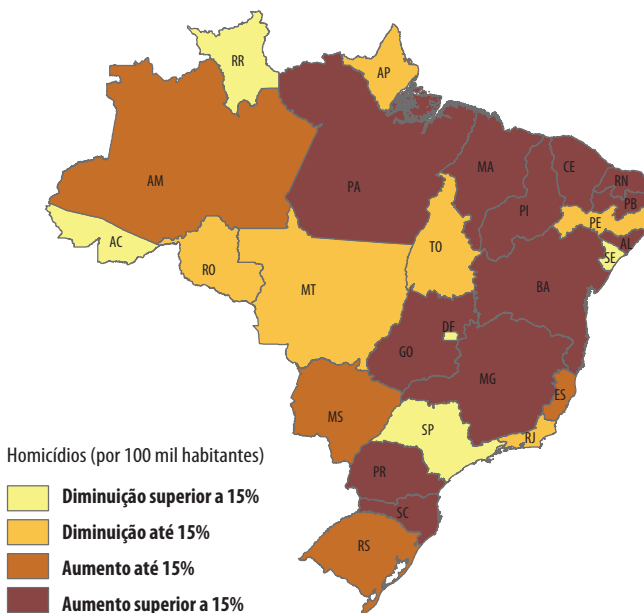 RR
AP
AM
PA
MA
CE
RN
PB
PI
PE
AL
SE
AC
RO
TO
MT
BA
DF
GO
MG
ES
MS
SP
RJ
PR
SC
RS
Homicídios (por 100 mil habitantes)
Diminuição superior a 15%
Diminuição até 15%
Aumento até 15%
Aumento superior a 15%